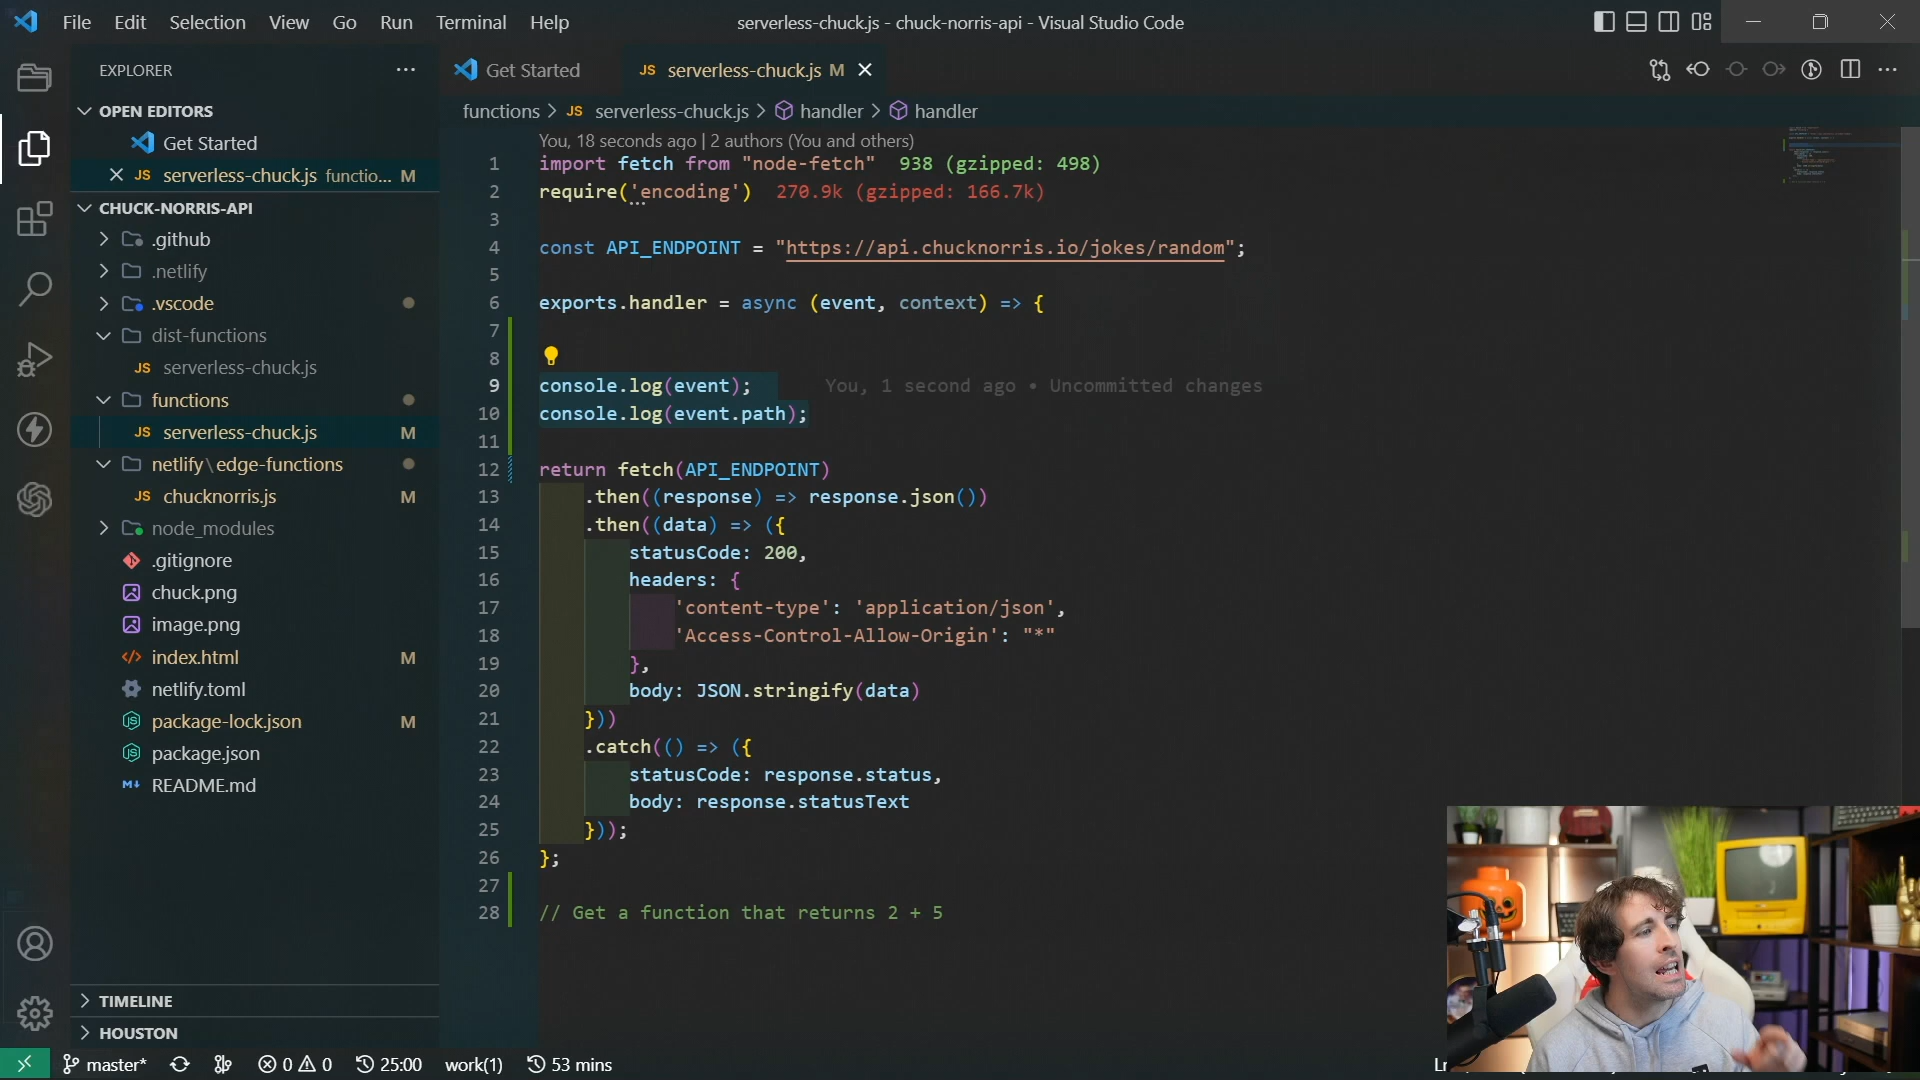 File Edit Selection View Go Run Terminal Help
serverless-chuck.js - chuck-norris-api - Visual Studio Code
EXPLORER
OPEN EDITORS
Get Started
JS serverless-chuck.js functio... M
CHUCK-NORRIS-API
.github
.netlify
.vscode
dist-functions
JS serverless-chuck.js
functions
JS serverless-chuck.js M
netlify\edge-functions
JS chucknorris.js M
node_modules
.gitignore
chuck.png
image.png
index.html M
netlify.toml
package-lock.json M
package.json
README.md
TIMELINE
HOUSTON
Get Started
JS serverless-chuck.js M
functions > JS serverless-chuck.js > handler > handler
You, 18 seconds ago | 2 authors (You and others)
1 import fetch from "node-fetch" 938 (gzipped: 498)
2 require('encoding') 270.9k (gzipped: 166.7k)
3
4 const API_ENDPOINT = "https://api.chucknorris.io/jokes/random";
5
6 exports.handler = async (event, context) => {
7
8
9 console.log(event); You, 1 second ago • Uncommitted changes
10 console.log(event.path);
11
12 return fetch(API_ENDPOINT)
13 .then((response) => response.json())
14 .then((data) => ({
15 statusCode: 200,
16 headers: {
17 'content-type': 'application/json',
18 'Access-Control-Allow-Origin': "*"
19 },
20 body: JSON.stringify(data)
21 }))
22 .catch(() => ({
23 statusCode: response.status,
24 body: response.statusText
25 }));
26 };
27
28 // Get a function that returns 2 + 5
master* 0 0 25:00 work(1) 53 mins